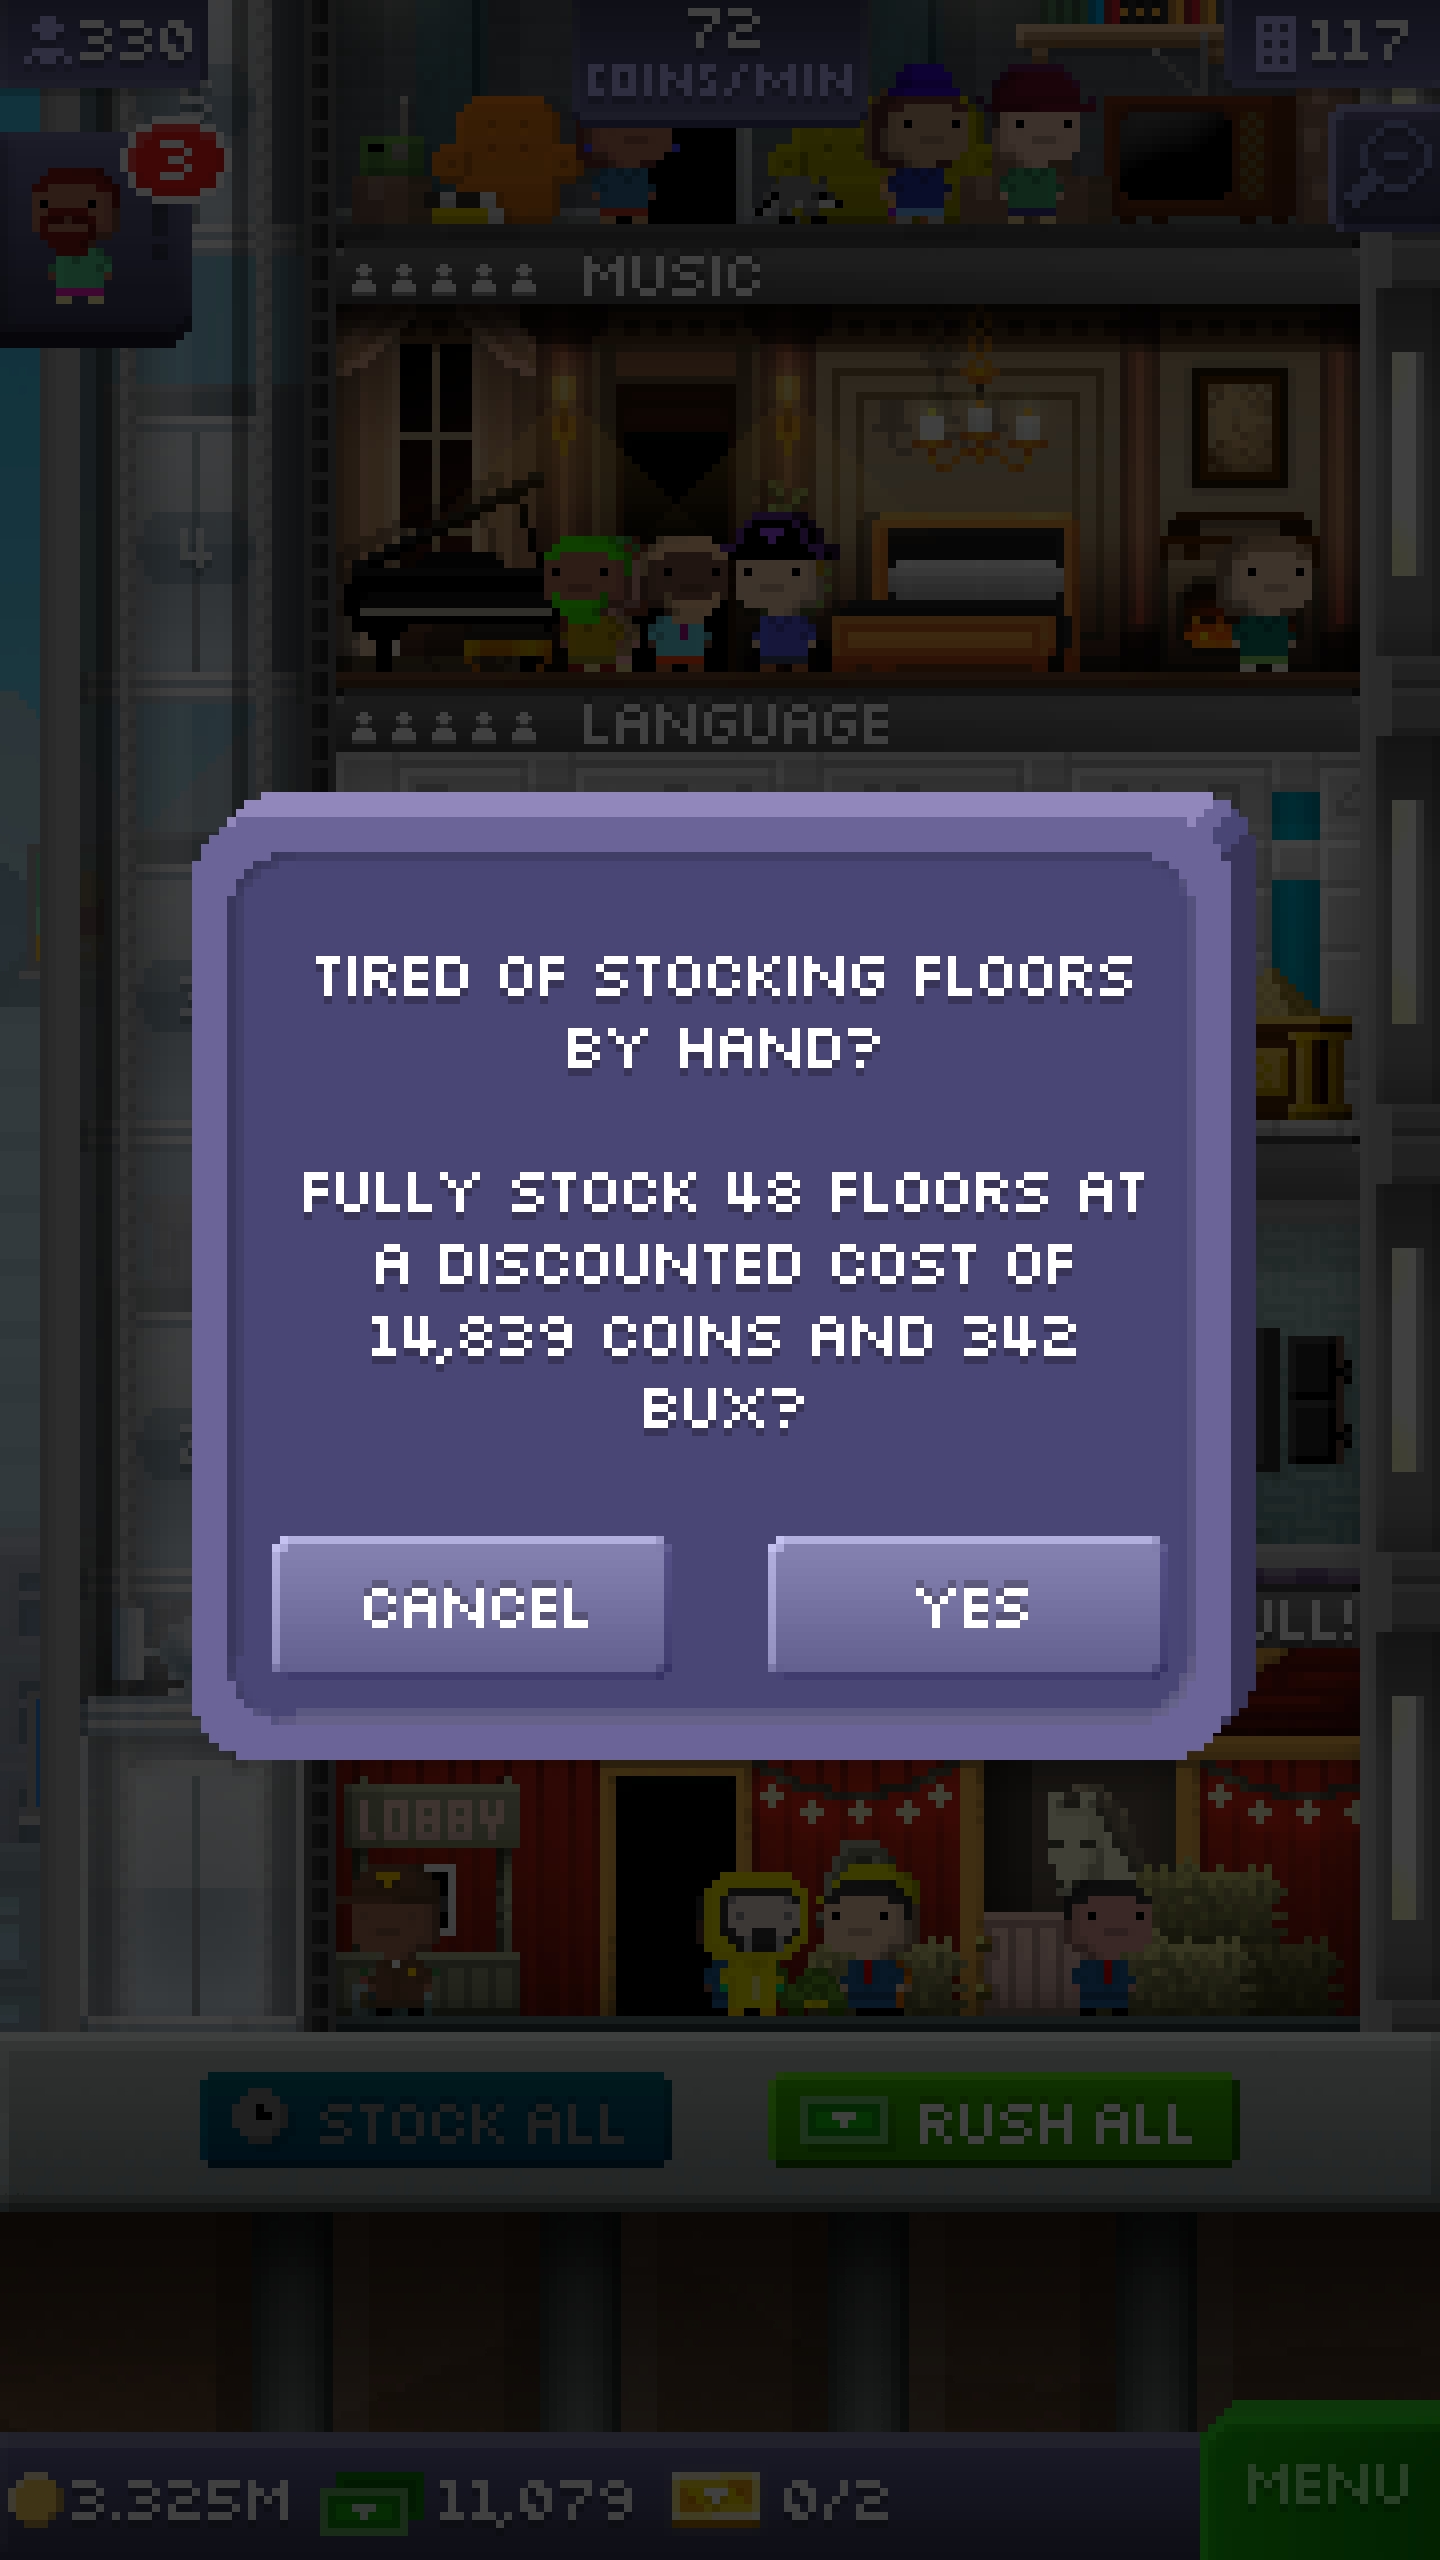 330
72
COINS/MIN
117
3
MUSIC
4
LANGUAGE
TIRED OF STOCKING FLOORS
BY HAND?
FULLY STOCK 48 FLOORS AT
A DISCOUNTED COST OF
14,839 COINS AND 342
BUX?
CANCEL
YES
LOBBY
STOCK ALL
RUSH ALL
3.325M
11,079
0/2
MENU